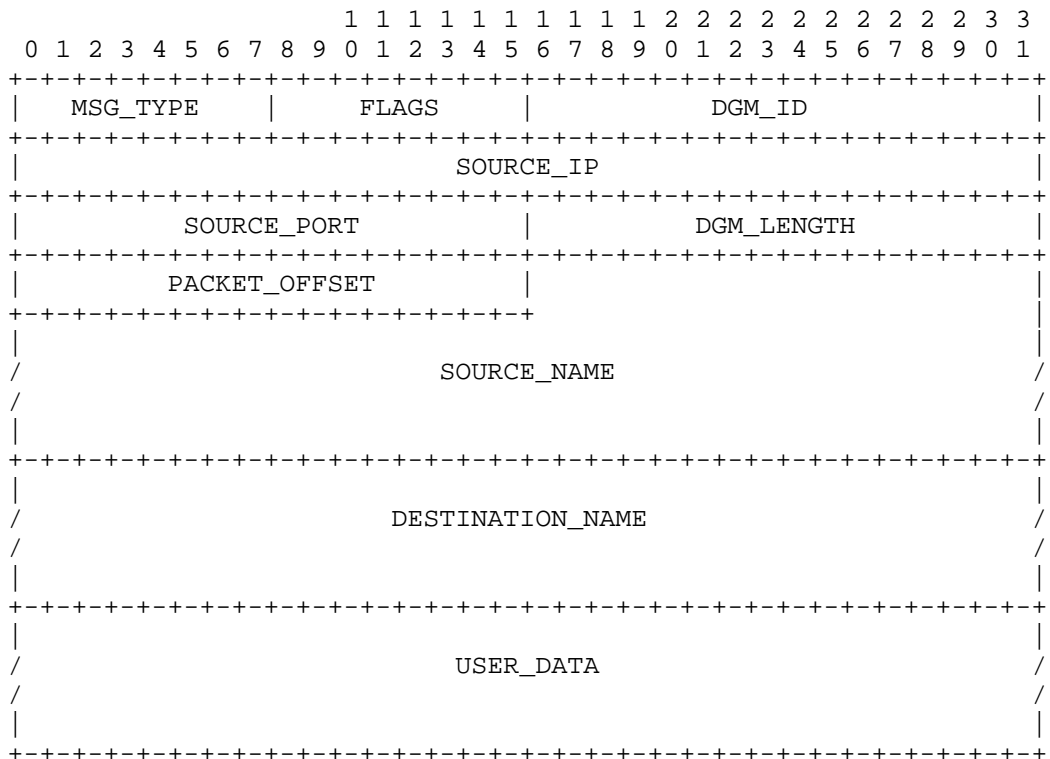 1 1 1 1 1 1 1 1 1 1 2 2 2 2 2 2 2 2 2 2 3 3
0 1 2 3 4 5 6 7 8 9 0 1 2 3 4 5 6 7 8 9 0 1 2 3 4 5 6 7 8 9 0 1
+-+-+-+-+-+-+-+-+-+-+-+-+-+-+-+-+-+-+-+-+-+-+-+-+-+-+-+-+-+-+-+-+
| MSG_TYPE | FLAGS | DGM_ID |
+-+-+-+-+-+-+-+-+-+-+-+-+-+-+-+-+-+-+-+-+-+-+-+-+-+-+-+-+-+-+-+-+
| SOURCE_IP |
+-+-+-+-+-+-+-+-+-+-+-+-+-+-+-+-+-+-+-+-+-+-+-+-+-+-+-+-+-+-+-+-+
| SOURCE_PORT | DGM_LENGTH |
+-+-+-+-+-+-+-+-+-+-+-+-+-+-+-+-+-+-+-+-+-+-+-+-+-+-+-+-+-+-+-+-+
| PACKET_OFFSET | |
+-+-+-+-+-+-+-+-+-+-+-+-+-+-+-+-+ |
| |
/ SOURCE_NAME /
/ /
| |
+-+-+-+-+-+-+-+-+-+-+-+-+-+-+-+-+-+-+-+-+-+-+-+-+-+-+-+-+-+-+-+-+
| |
/ DESTINATION_NAME /
/ /
| |
+-+-+-+-+-+-+-+-+-+-+-+-+-+-+-+-+-+-+-+-+-+-+-+-+-+-+-+-+-+-+-+-+
| |
/ USER_DATA /
/ /
| |
+-+-+-+-+-+-+-+-+-+-+-+-+-+-+-+-+-+-+-+-+-+-+-+-+-+-+-+-+-+-+-+-+